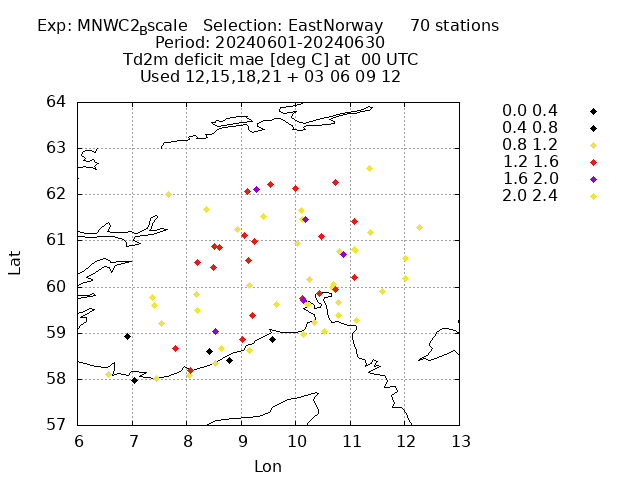 Exp: MNWC2Bscale   Selection: EastNorway      70 stations
Period: 20240601-20240630
Td2m deficit mae [deg C] at  00 UTC
Used 12,15,18,21 + 03 06 09 12
0.0 0.4
0.4 0.8
0.8 1.2
1.2 1.6
1.6 2.0
2.0 2.4
64
63
62
61
60
59
58
57
Lat
6 7 8 9 10 11 12 13
Lon